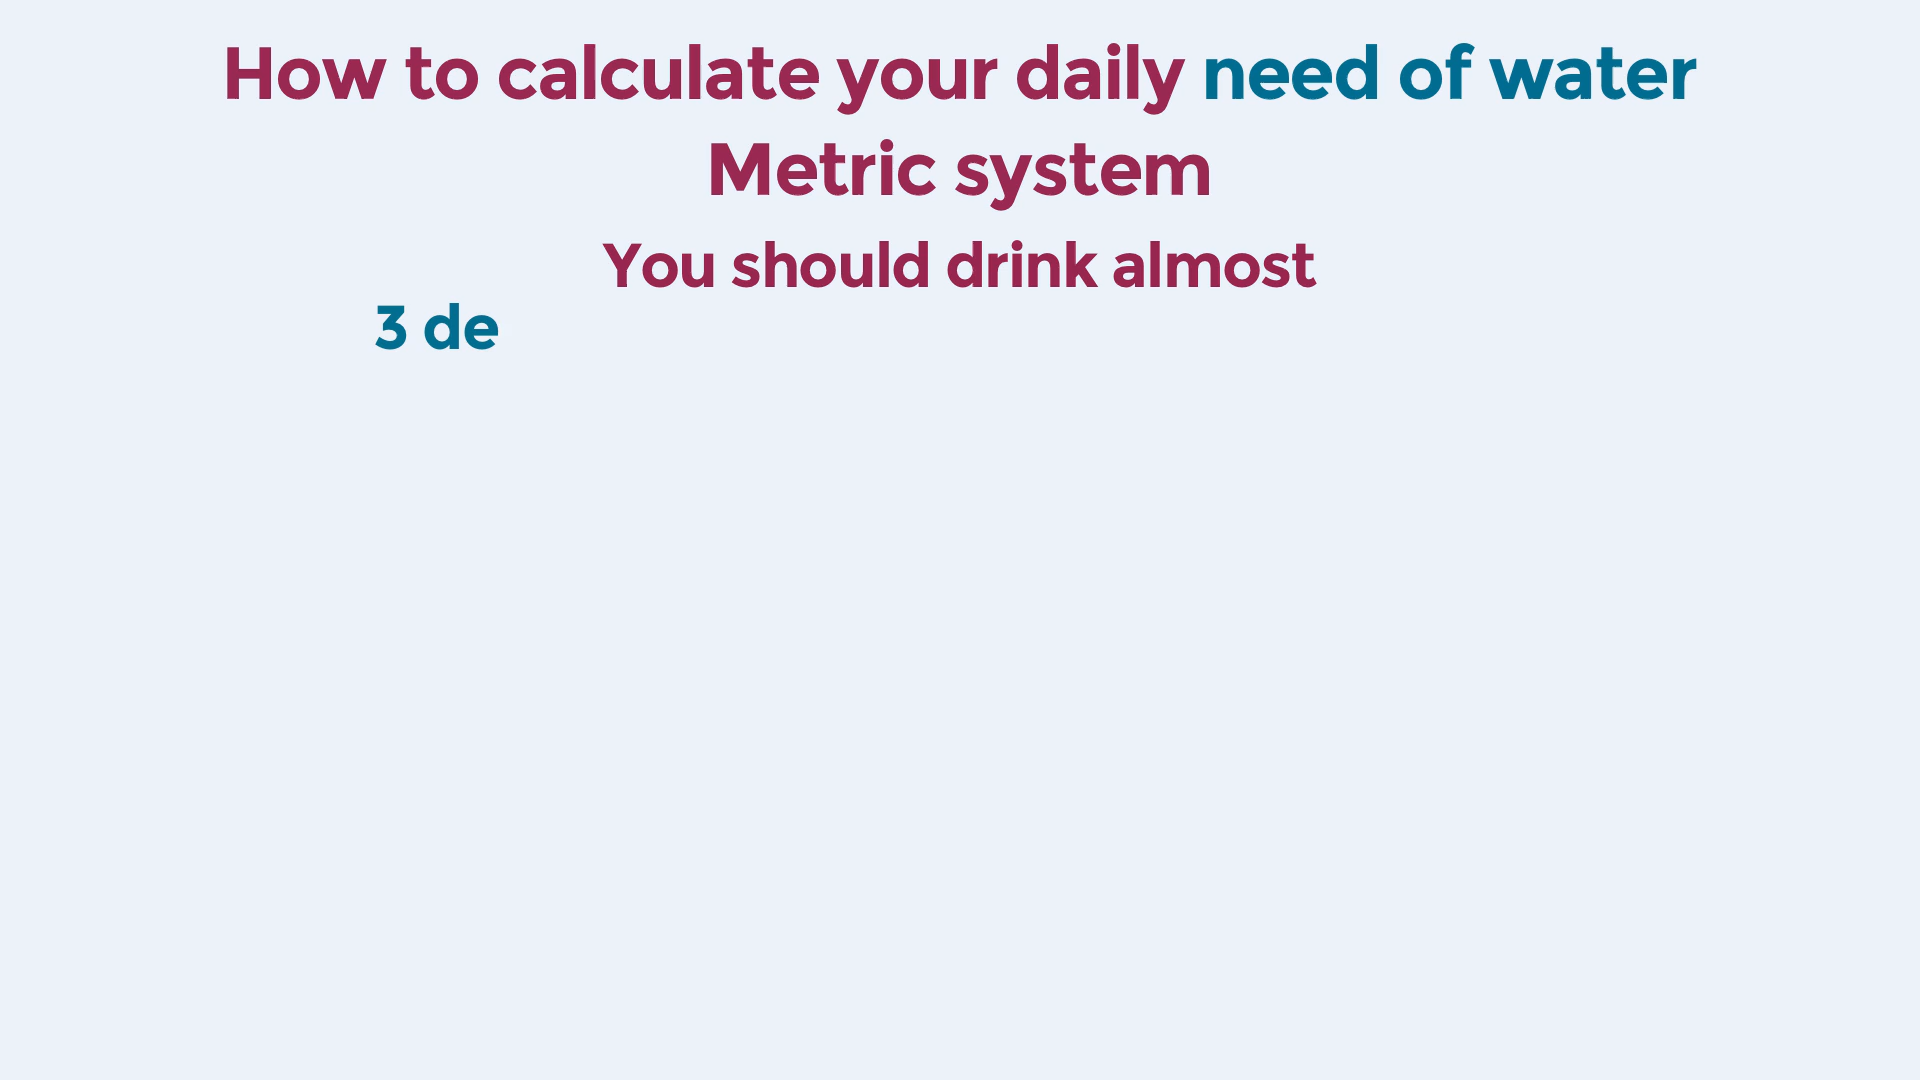 How to calculate your daily need of water
Metric system
You should drink almost
3 de